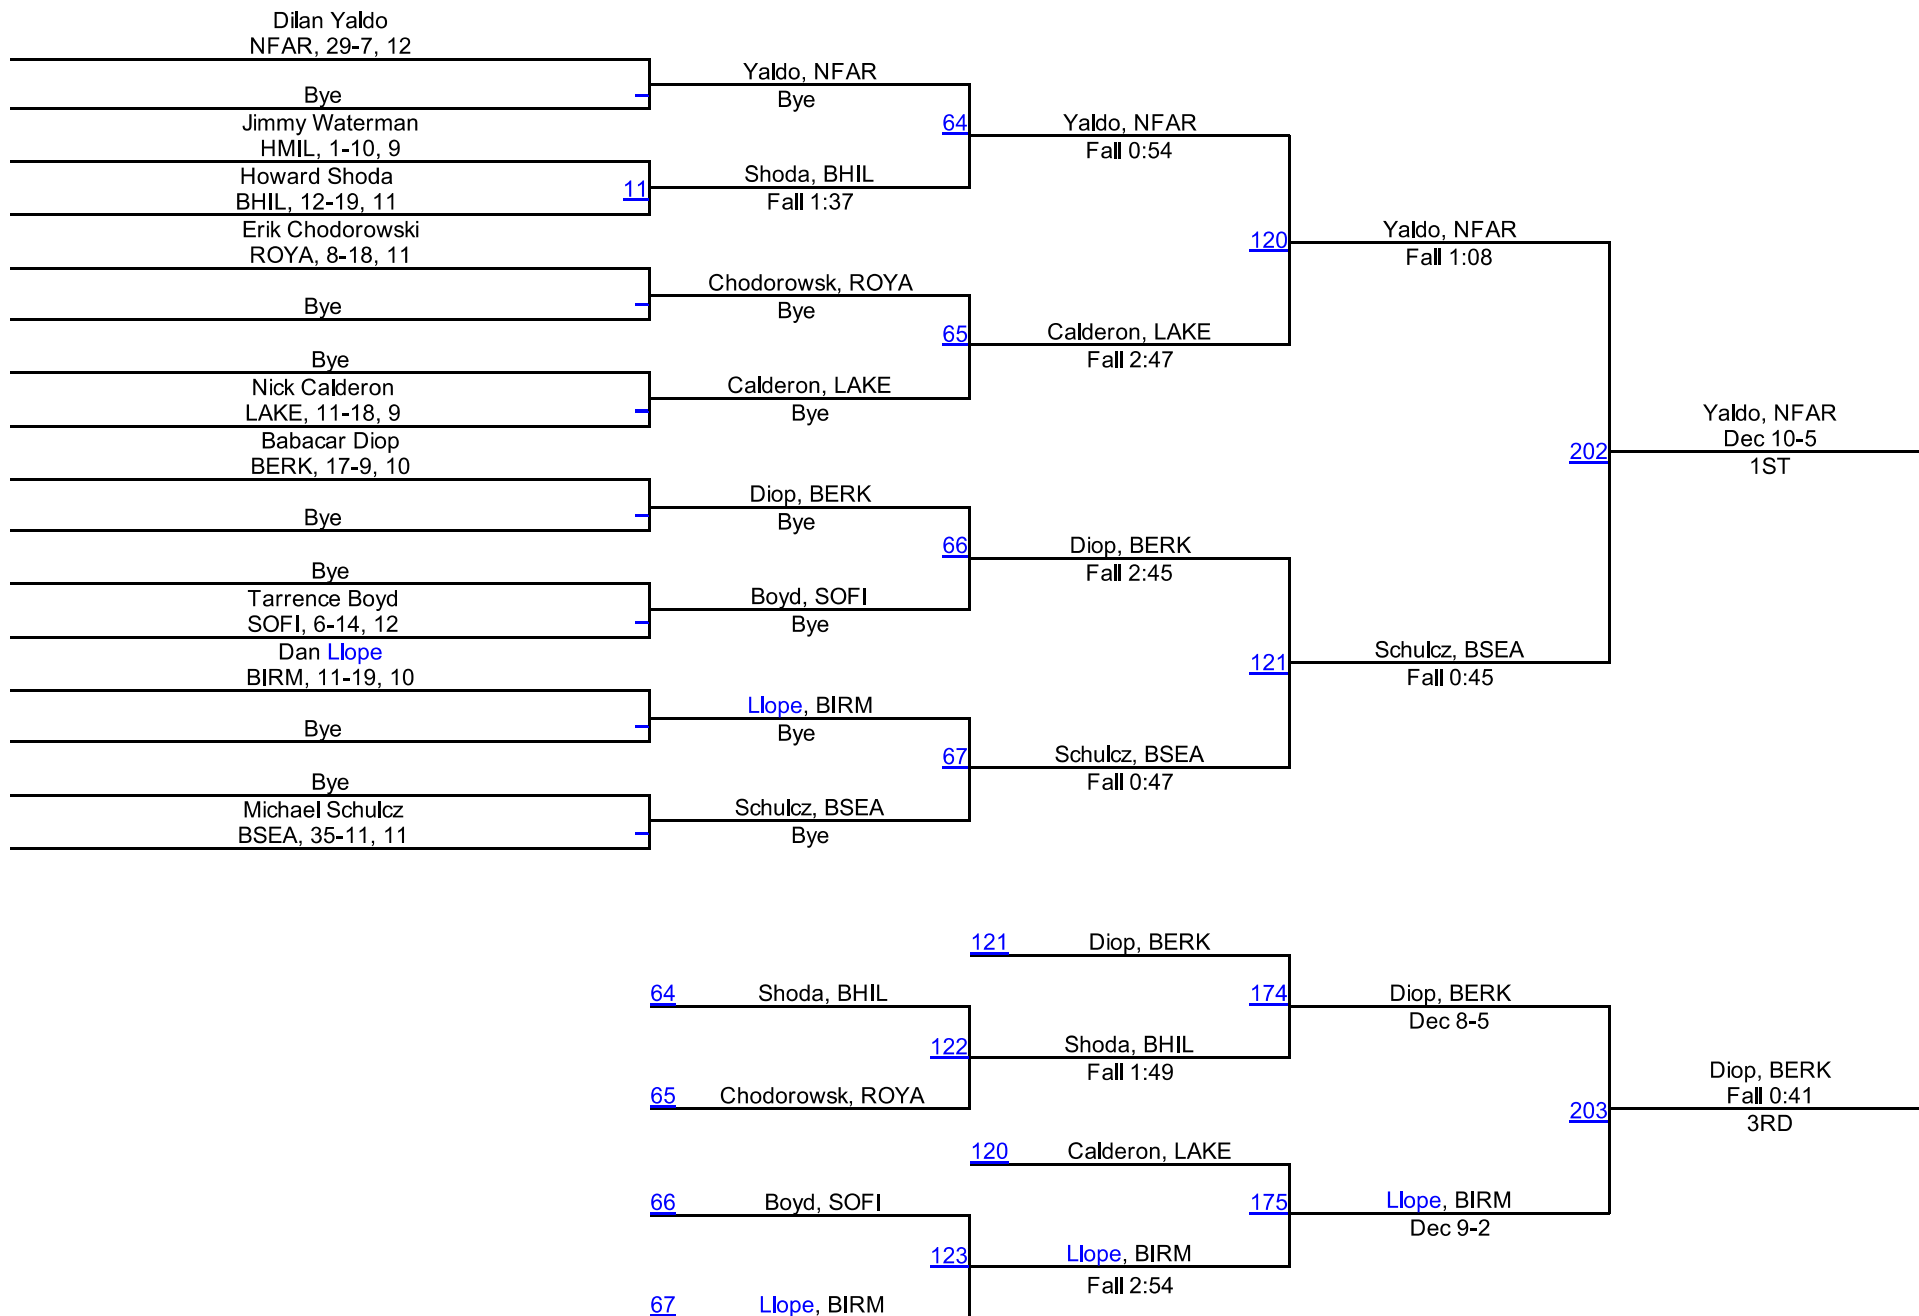 Dilan Yaldo
NFAR, 29-7, 12
Bye
Jimmy Waterman
HMIL, 1-10, 9
Howard Shoda
BHIL, 12-19, 11
Erik Chodorowski
ROYA, 8-18, 11
Bye
Bye
Nick Calderon
LAKE, 11-18, 9
Babacar Diop
BERK, 17-9, 10
Bye
Bye
Tarrence Boyd
SOFI, 6-14, 12
Dan Llope
BIRM, 11-19, 10
Bye
Bye
Michael Schulcz
BSEA, 35-11, 11
11
Yaldo, NFAR
Bye
Shoda, BHIL
Fall 1:37
Chodorowsk, ROYA
Bye
Calderon, LAKE
Bye
Diop, BERK
Bye
Boyd, SOFI
Bye
Llope, BIRM
Bye
Schulcz, BSEA
Bye
64
65
66
67
Yaldo, NFAR
Fall 0:54
Calderon, LAKE
Fall 2:47
Diop, BERK
Fall 2:45
Schulcz, BSEA
Fall 0:47
120
121
Yaldo, NFAR
Fall 1:08
Schulcz, BSEA
Fall 0:45
202
Yaldo, NFAR
Dec 10-5
1ST
64 Shoda, BHIL
65 Chodorowsk, ROYA
66 Boyd, SOFI
67 Llope, BIRM
122
123
121 Diop, BERK
Shoda, BHIL
Fall 1:49
120 Calderon, LAKE
Llope, BIRM
Fall 2:54
174
175
Diop, BERK
Dec 8-5
Llope, BIRM
Dec 9-2
203
Diop, BERK
Fall 0:41
3RD